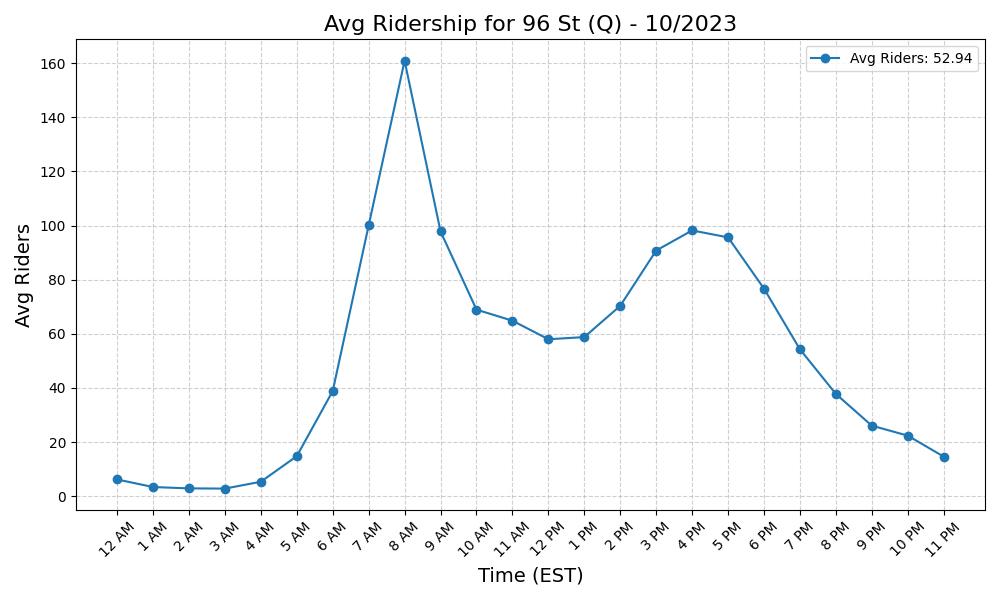 Avg Ridership for 96 St (Q) - 10/2023
Avg Riders: 52.94
Avg Riders
160
140
120
100
80
60
40
20
0
12 AM
1 AM
2 AM
3 AM
4 AM
5 AM
6 AM
7 AM
8 AM
9 AM
10 AM
11 AM
12 PM
1 PM
2 PM
3 PM
4 PM
5 PM
6 PM
7 PM
8 PM
9 PM
10 PM
11 PM
Time (EST)